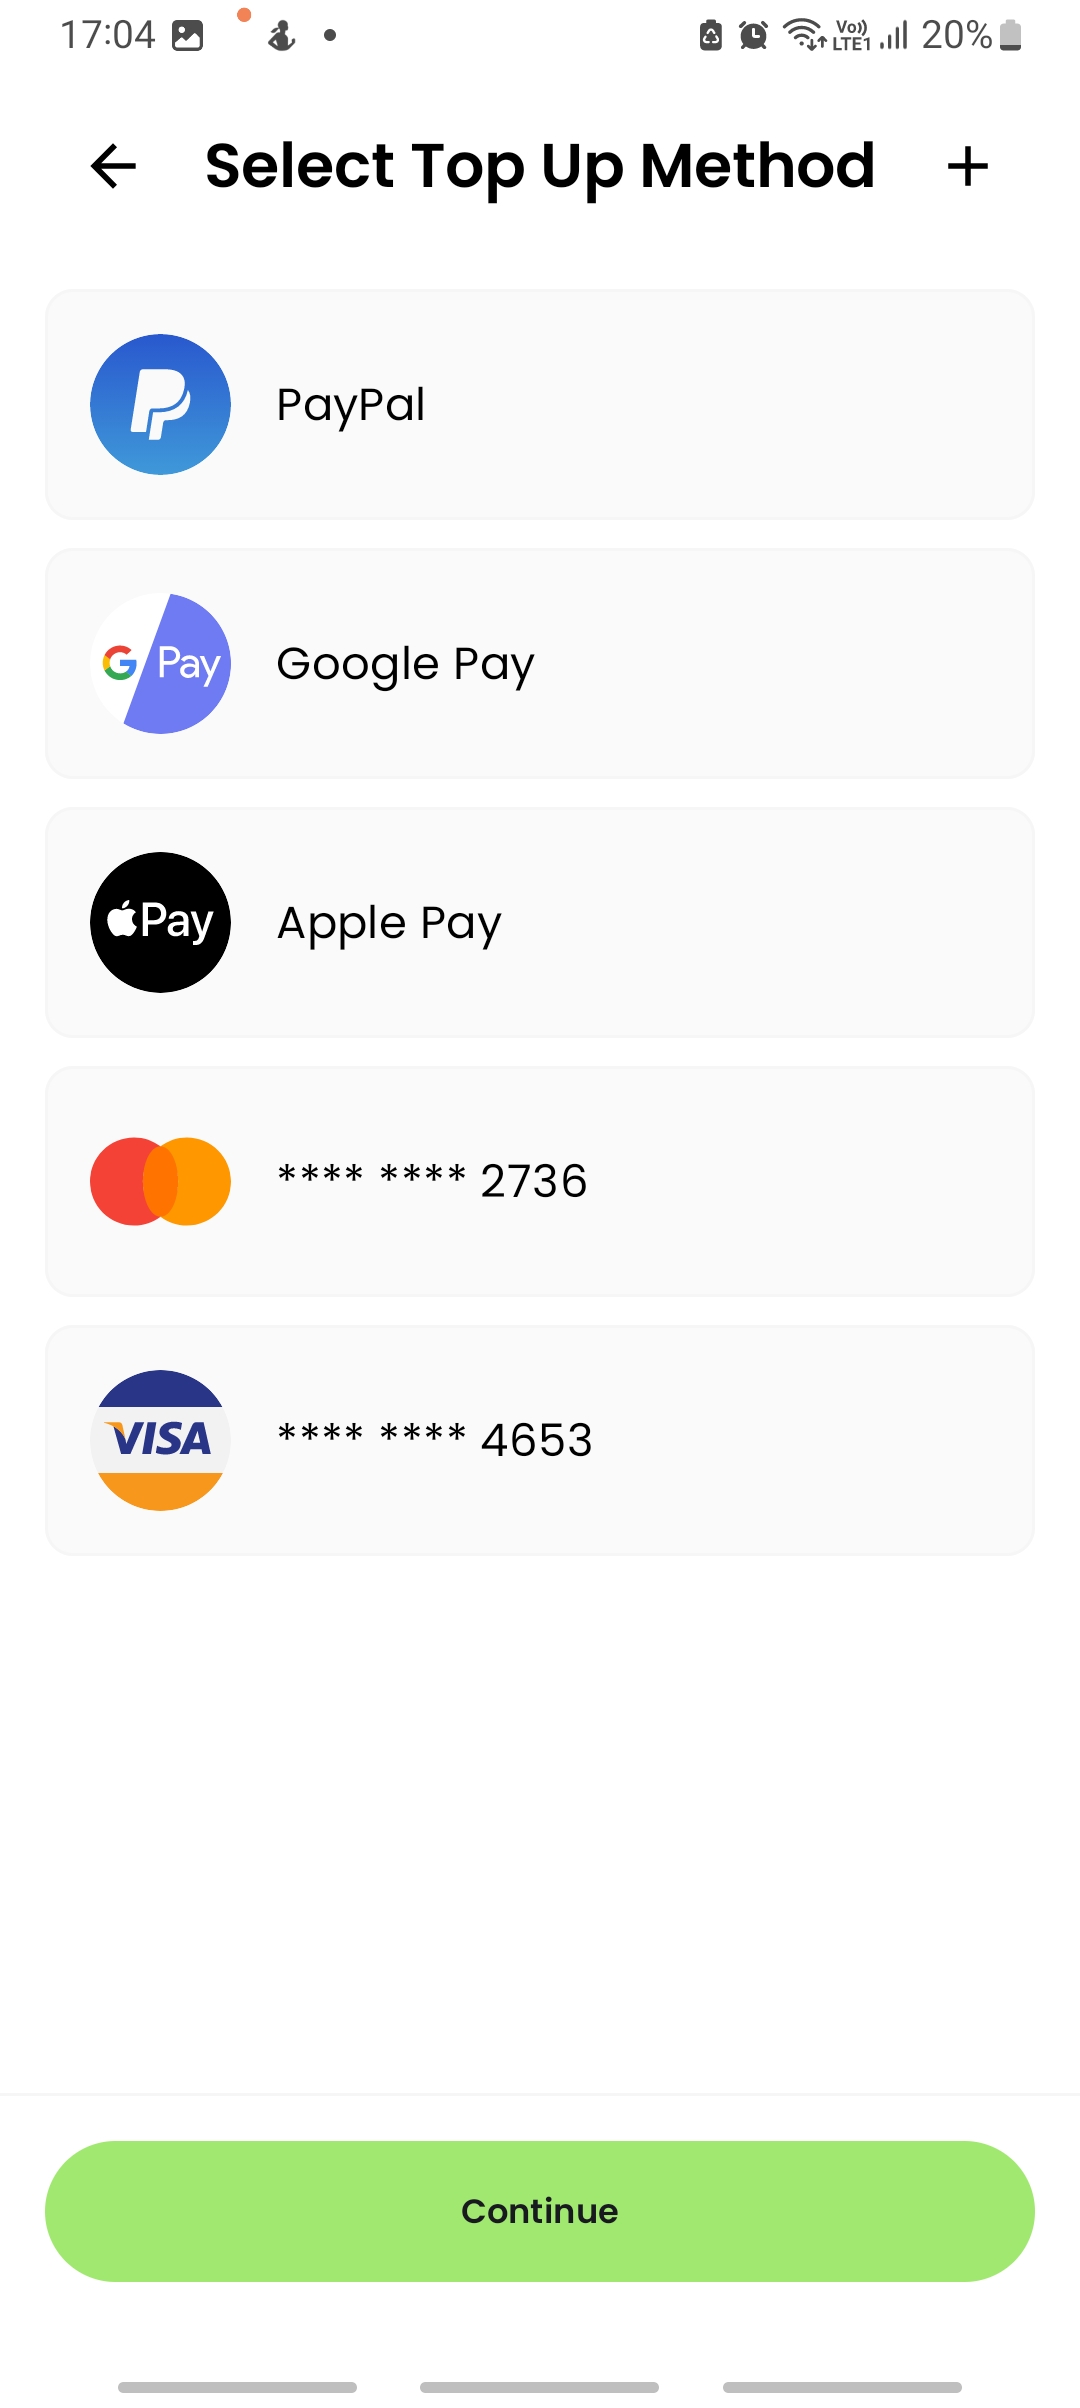 17:04 Vo)) LTE1 20%
Select Top Up Method
PayPal
G Pay Google Pay
Pay Apple Pay
**** **** 2736
VISA **** **** 4653
Continue